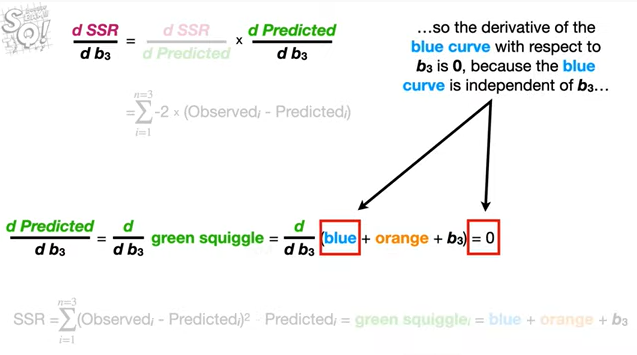 SQ!
d SSR / d b₃ = d SSR / d Predicted × d Predicted / d b₃
…so the derivative of the
blue curve with respect to
b₃ is 0, because the blue
curve is independent of b₃…
= n=3 ∑ i=1 -2 × (Observedᵢ - Predictedᵢ)
d Predicted / d b₃ = d / d b₃ green squiggle = d / d b₃ (blue + orange + b₃) = 0
SSR = n=3 ∑ i=1 (Observedᵢ - Predictedᵢ)² Predictedᵢ = green squiggleᵢ = blue + orange + b₃